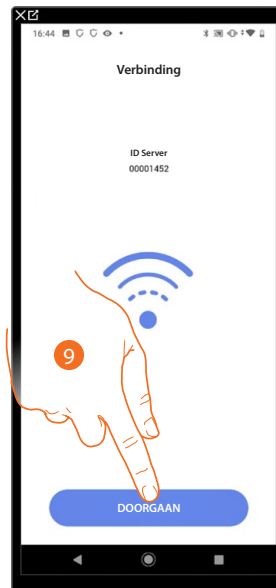 16:44
Verbinding
ID Server
00001452
9
DOORGAAN